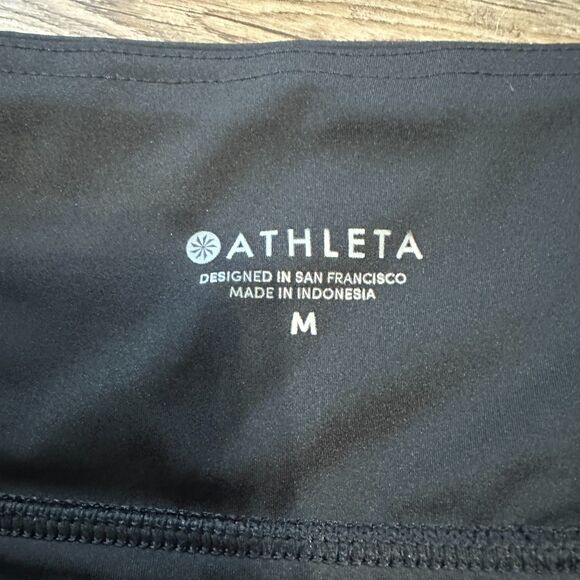 ATHLETA
DESIGNED IN SAN FRANCISCO
MADE IN INDONESIA
M